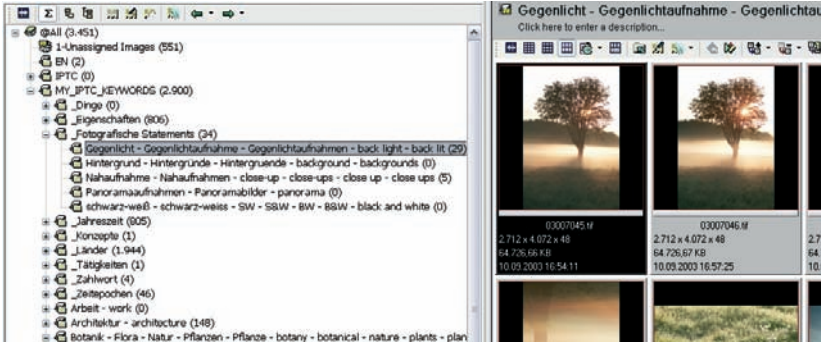 @All (3.451)
1-Unassigned Images (551)
EN (2)
IPTC (0)
MY_IPTC_KEYWORDS (2.900)
_Dinge (0)
_Eigenschaften (806)
_Fotografische Statements (34)
Gegenlicht - Gegenlichtaufnahme - Gegenlichtaufnahmen - back light - back lit (29)
Hintergrund - Hintergründe - Hintergruende - background - backgrounds (0)
Nahaufnahme - Nahaufnahmen - close-up - close-ups - close up - close ups (5)
Panoramaaufnahmen - Panoramabilder - panorama (0)
schwarz-weiß - schwarz-weiss - SW - S&W - BW - B&W - black and white (0)
_Jahreszeit (805)
_Konzepte (1)
_Länder (1.944)
_Tätigkeiten (1)
_Zahlwort (4)
_Zeitepochen (46)
Arbeit - work (0)
Architektur - architecture (148)
Botanik - Flora - Natur - Pflanzen - Pflanze - botany - botanical - nature - plants - plan
Gegenlicht - Gegenlichtaufnahme - Gegenlichtau
Click here to enter a description...
03007045.tif
2.712 x 4.072 x 48
64.726,66 KB
10.09.2003 16:54:11
03007046.tif
2.712 x 4.072 x 48
64.726,67 KB
10.09.2003 16:57:25
2.7
64.
10.